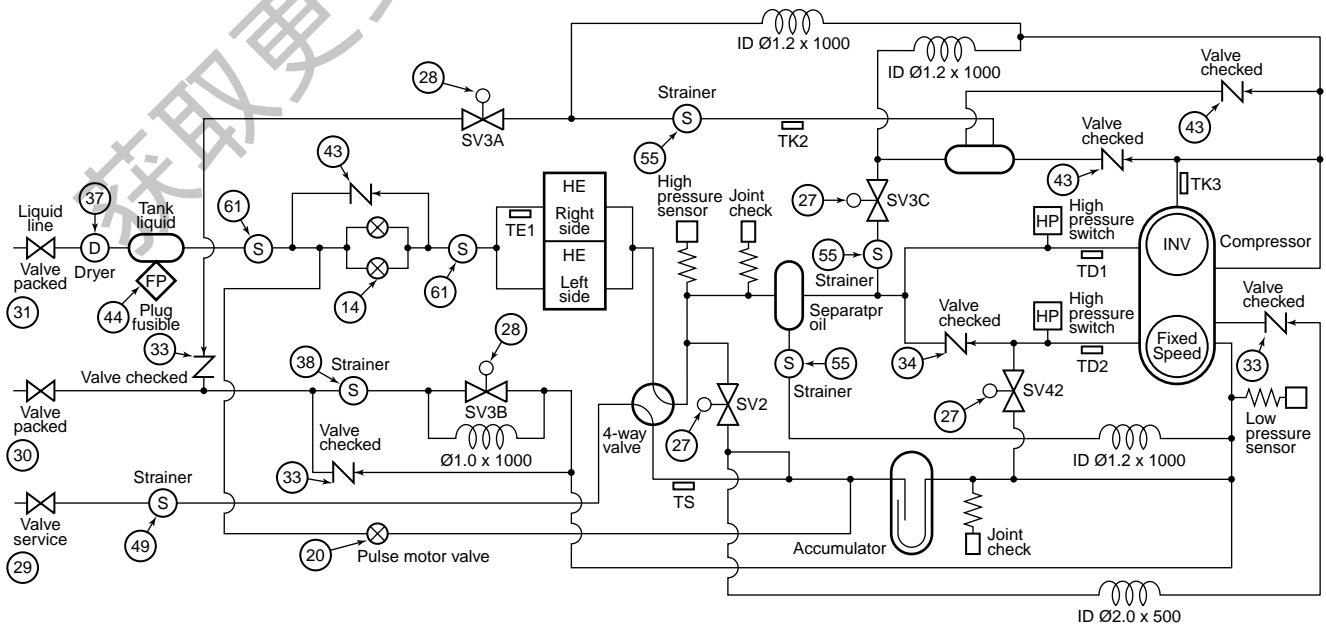 获取更
ID Ø1.2 x 1000
ID Ø1.2 x 1000
Valve
checked
43
28
SV3A
Strainer
S
55
TK2
Valve
checked
43
TK3
37
Liquid
line
Valve
packed
31
D
Dryer
Tank
liquid
FP
44
Plug
fusible
61
S
43
14
S
61
TE1
HE
Right
side
HE
Left
side
High
pressure
sensor
Joint
check
27
SV3C
55
S
Strainer
Separatpr
oil
HP
High
pressure
switch
TD1
INV
Compressor
Valve
checked
34
HP
High
pressure
switch
TD2
Fixed
Speed
Valve
checked
33
33
Valve checked
Valve
packed
30
38
S
Strainer
28
SV3B
Ø1.0 x 1000
Valve
checked
33
4-way
valve
27
SV2
S
55
Strainer
27
SV42
Low
pressure
sensor
ID Ø1.2 x 1000
Valve
service
29
Strainer
S
49
TS
20
Pulse motor valve
Accumulator
Joint
check
ID Ø2.0 x 500